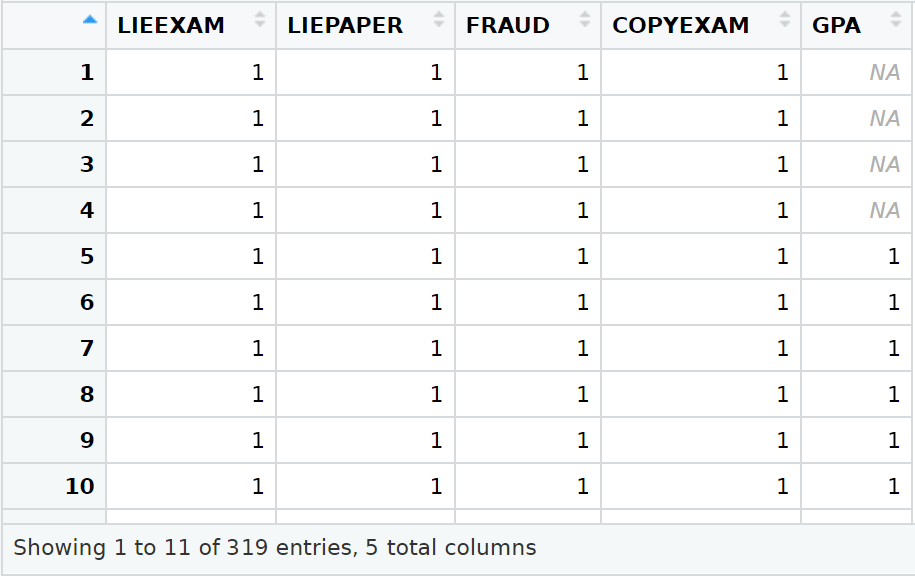 LIEEXAM LIEPAPER FRAUD COPYEXAM GPA
1 1 1 1 1 NA
2 1 1 1 1 NA
3 1 1 1 1 NA
4 1 1 1 1 NA
5 1 1 1 1 1
6 1 1 1 1 1
7 1 1 1 1 1
8 1 1 1 1 1
9 1 1 1 1 1
10 1 1 1 1 1
Showing 1 to 11 of 319 entries, 5 total columns